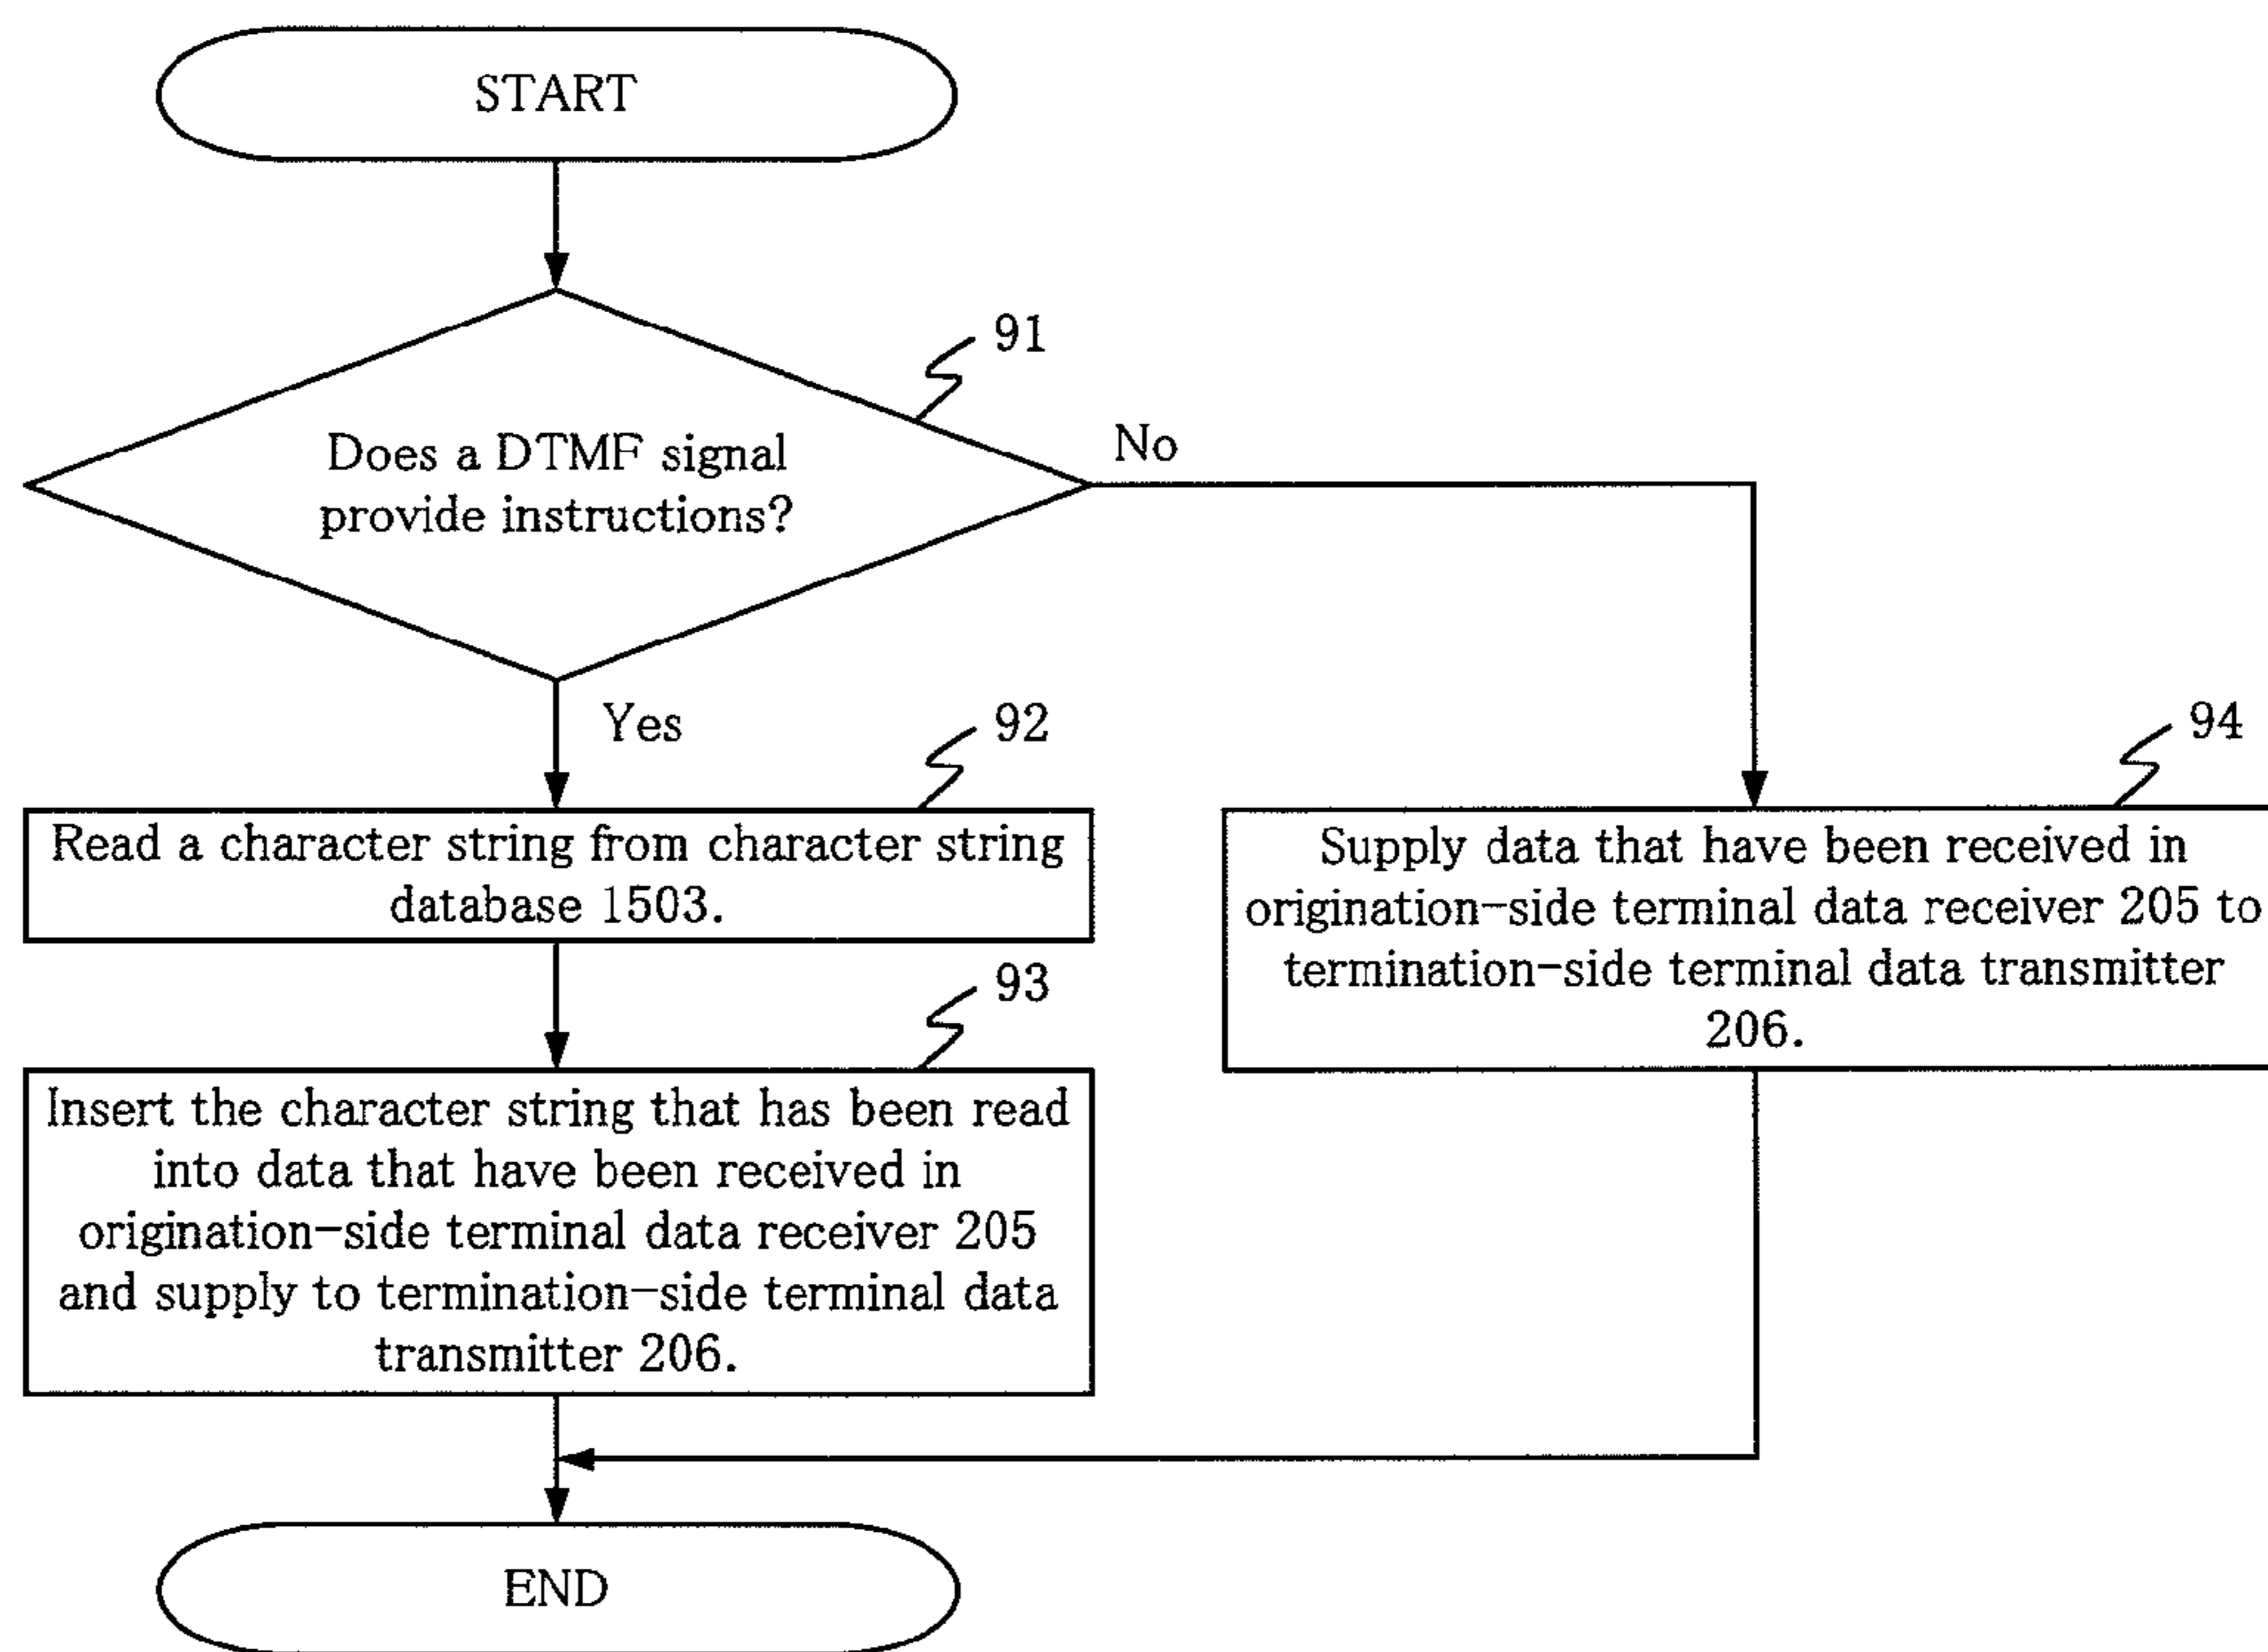 START
91
Does a DTMF signal
provide instructions?
No
Yes
92
Read a character string from character string
database 1503.
94
Supply data that have been received in
origination-side terminal data receiver 205 to
termination-side terminal data transmitter
206.
93
Insert the character string that has been read
into data that have been received in
origination-side terminal data receiver 205
and supply to termination-side terminal data
transmitter 206.
END